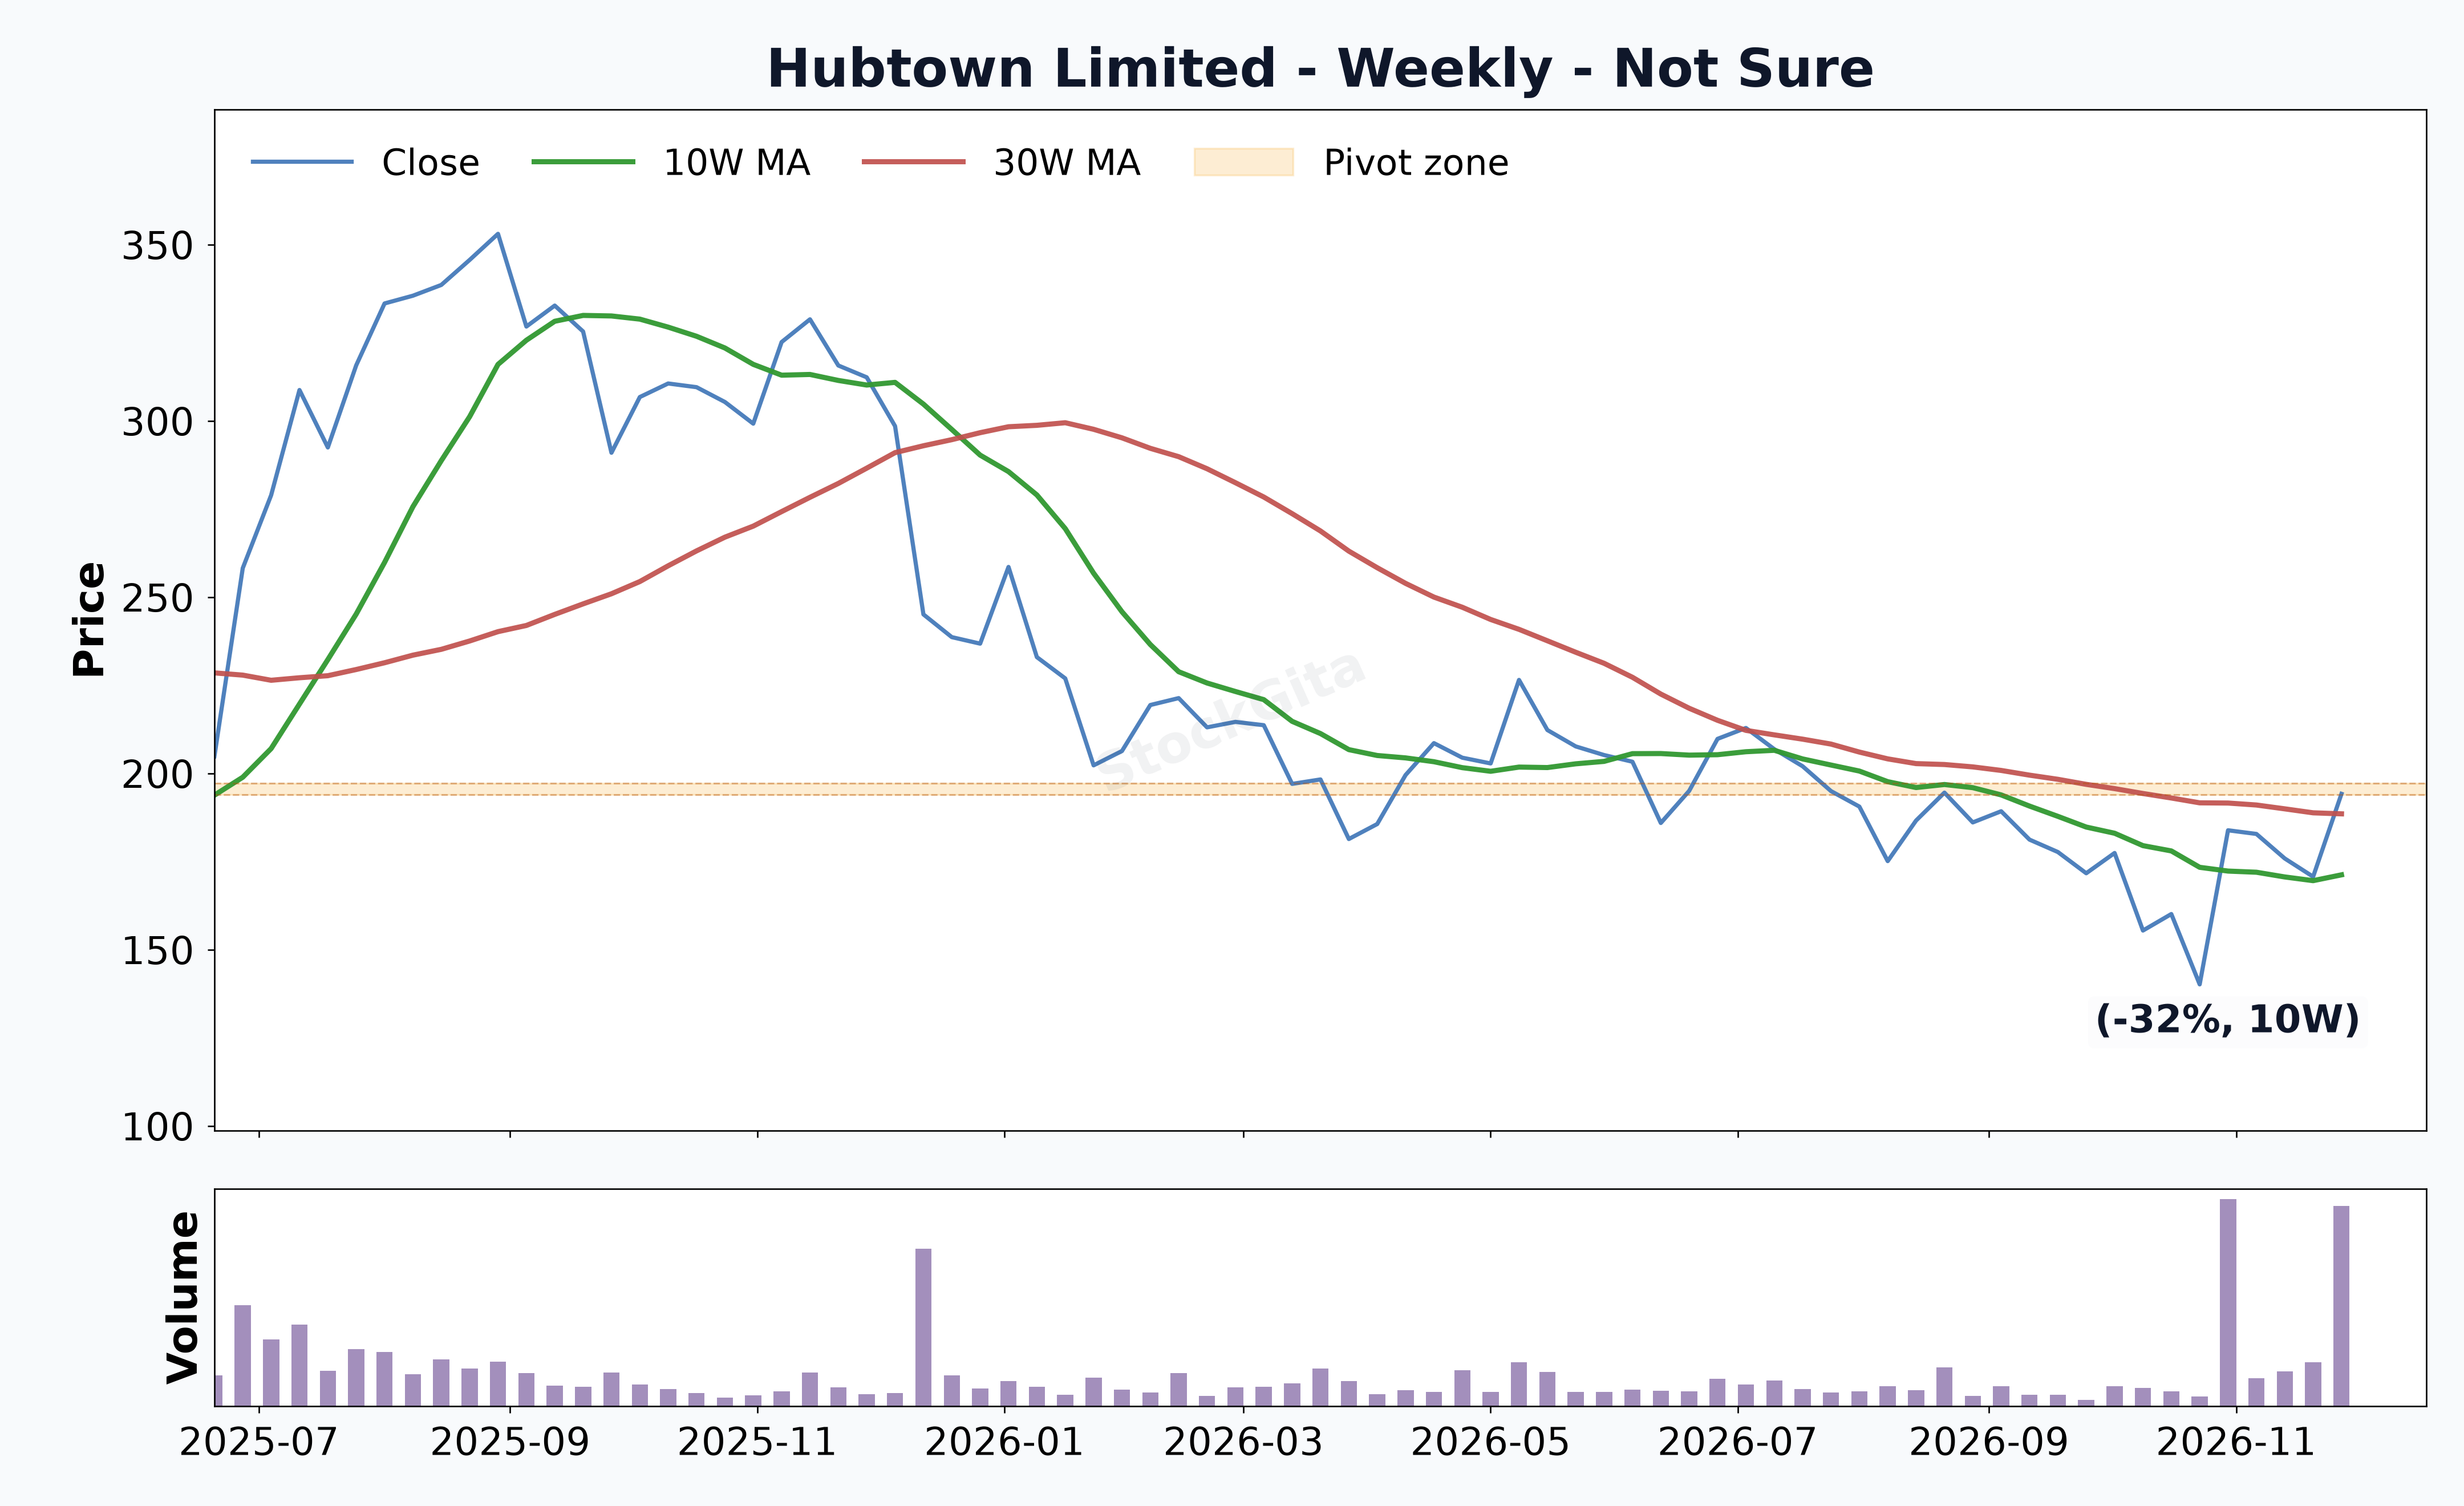 Hubtown Limited - Weekly - Not Sure
Close 10W MA 30W MA Pivot zone
Price
350
300
250
200
150
100
StockGita
(-32%, 10W)
Volume
2025-07 2025-09 2025-11 2026-01 2026-03 2026-05 2026-07 2026-09 2026-11